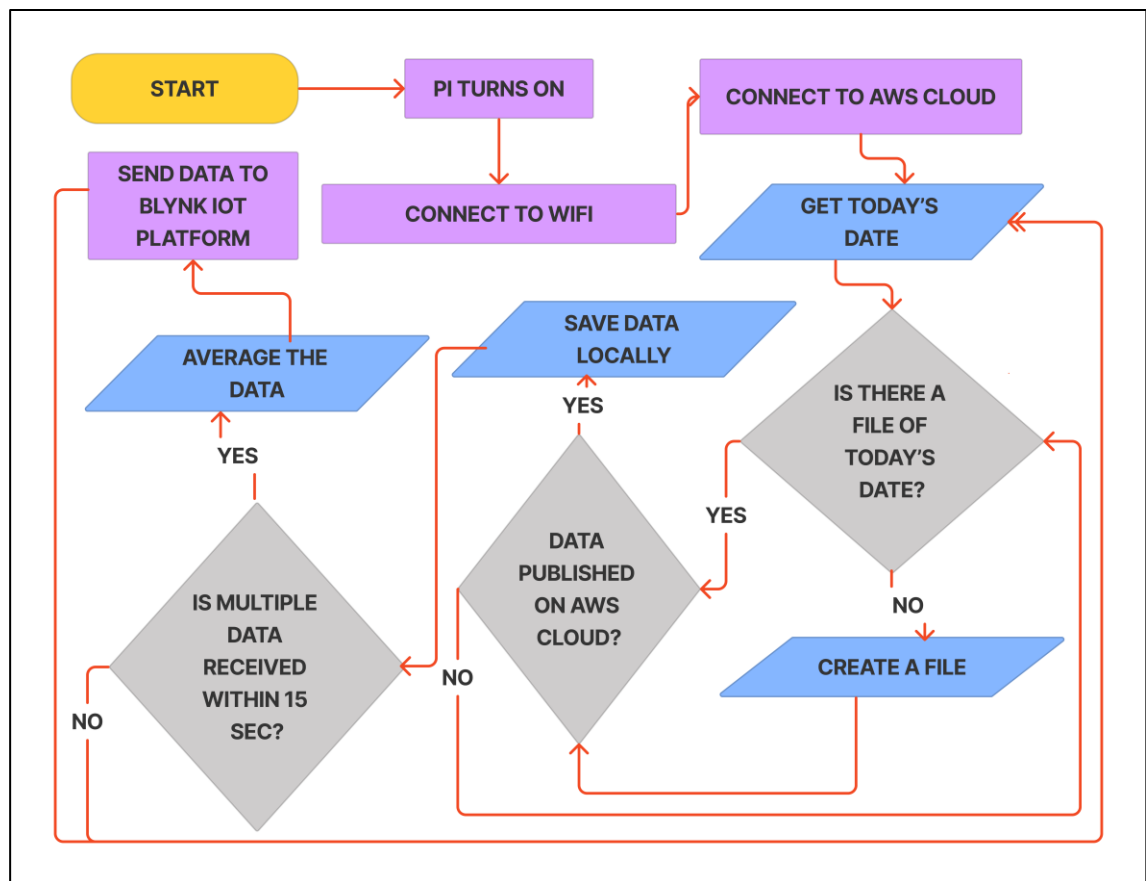 START
PI TURNS ON
CONNECT TO AWS CLOUD
SEND DATA TO
BLYNK IOT
PLATFORM
CONNECT TO WIFI
GET TODAY'S
DATE
SAVE DATA
LOCALLY
AVERAGE THE
DATA
IS THERE A
FILE OF
TODAY'S
DATE?
YES
YES
YES
DATA
PUBLISHED
ON AWS
CLOUD?
NO
IS MULTIPLE
DATA
RECEIVED
WITHIN 15
SEC?
CREATE A FILE
NO
NO